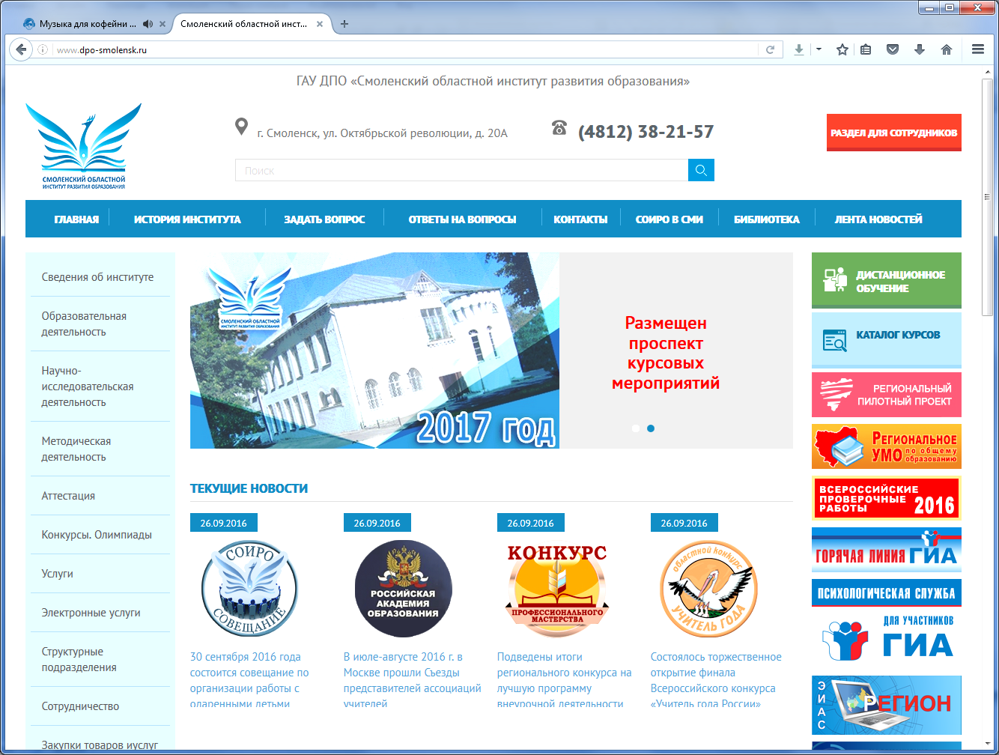 Музыка для кофейни ...
Смоленский областной инст...
www.dpo-smolensk.ru
ГАУ ДПО «Смоленский областной институт развития образования»
СМОЛЕНСКИЙ ОБЛАСТНОЙ
ИНСТИТУТ РАЗВИТИЯ ОБРАЗОВАНИЯ
г. Смоленск, ул. Октябрьской революции, д. 20А
(4812) 38-21-57
РАЗДЕЛ ДЛЯ СОТРУДНИКОВ
Поиск
ГЛАВНАЯ
ИСТОРИЯ ИНСТИТУТА
ЗАДАТЬ ВОПРОС
ОТВЕТЫ НА ВОПРОСЫ
КОНТАКТЫ
СОИРО В СМИ
БИБЛИОТЕКА
ЛЕНТА НОВОСТЕЙ
Сведения об институте
Образовательная
деятельность
Научно-
исследовательская
деятельность
Методическая
деятельность
Аттестация
Конкурсы. Олимпиады
Услуги
Электронные услуги
Структурные
подразделения
Сотрудничество
Закупки товаров иуслуг
СМОЛЕНСКИЙ ОБЛАСТНОЙ
ИНСТИТУТ РАЗВИТИЯ ОБРАЗОВАНИЯ
2017 год
Размещен
проспект
курсовых
мероприятий
ТЕКУЩИЕ НОВОСТИ
26.09.2016
СОИРО
СОВЕЩАНИЕ
30 сентября 2016 года
состоится совещание по
организации работы с
одаренными детьми
26.09.2016
РОССИЙСКАЯ
АКАДЕМИЯ
ОБРАЗОВАНИЯ
В июле-августе 2016 г. в
Москве прошли Съезды
представителей ассоциаций
учителей
26.09.2016
КОНКУРС
ПРОФЕССИОНАЛЬНОГО
МАСТЕРСТВА
Подведены итоги
регионального конкурса на
лучшую программу
внеурочной деятельности
26.09.2016
областной конкурс
УЧИТЕЛЬ ГОДА
Состоялось торжественное
открытие финала
Всероссийского конкурса
«Учитель года России»
ДИСТАНЦИОННОЕ
ОБУЧЕНИЕ
КАТАЛОГ КУРСОВ
РЕГИОНАЛЬНЫЙ
ПИЛОТНЫЙ ПРОЕКТ
РЕГИОНАЛЬНОЕ
УМО по общему
образованию
ВСЕРОССИЙСКИЕ
ПРОВЕРОЧНЫЕ
РАБОТЫ 2016
ГОРЯЧАЯ ЛИНИЯ ГИА
ПСИХОЛОГИЧЕСКАЯ СЛУЖБА
ДЛЯ УЧАСТНИКОВ
ГИА
ЭИАС
РЕГИОН